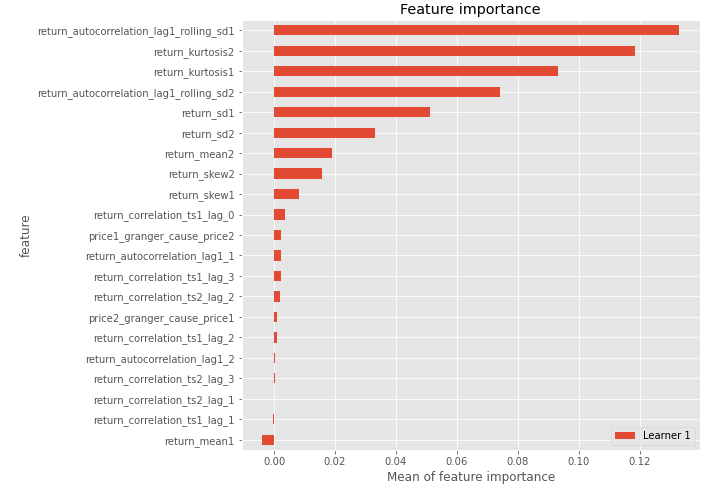 Feature importance
return_autocorrelation_lag1_rolling_sd1
return_kurtosis2
return_kurtosis1
return_autocorrelation_lag1_rolling_sd2
return_sd1
return_sd2
return_mean2
return_skew2
return_skew1
return_correlation_ts1_lag_0
price1_granger_cause_price2
return_autocorrelation_lag1_1
return_correlation_ts1_lag_3
return_correlation_ts2_lag_2
price2_granger_cause_price1
return_correlation_ts1_lag_2
return_autocorrelation_lag1_2
return_correlation_ts2_lag_3
return_correlation_ts2_lag_1
return_correlation_ts1_lag_1
return_mean1
feature
Learner 1
0.00 0.02 0.04 0.06 0.08 0.10 0.12
Mean of feature importance